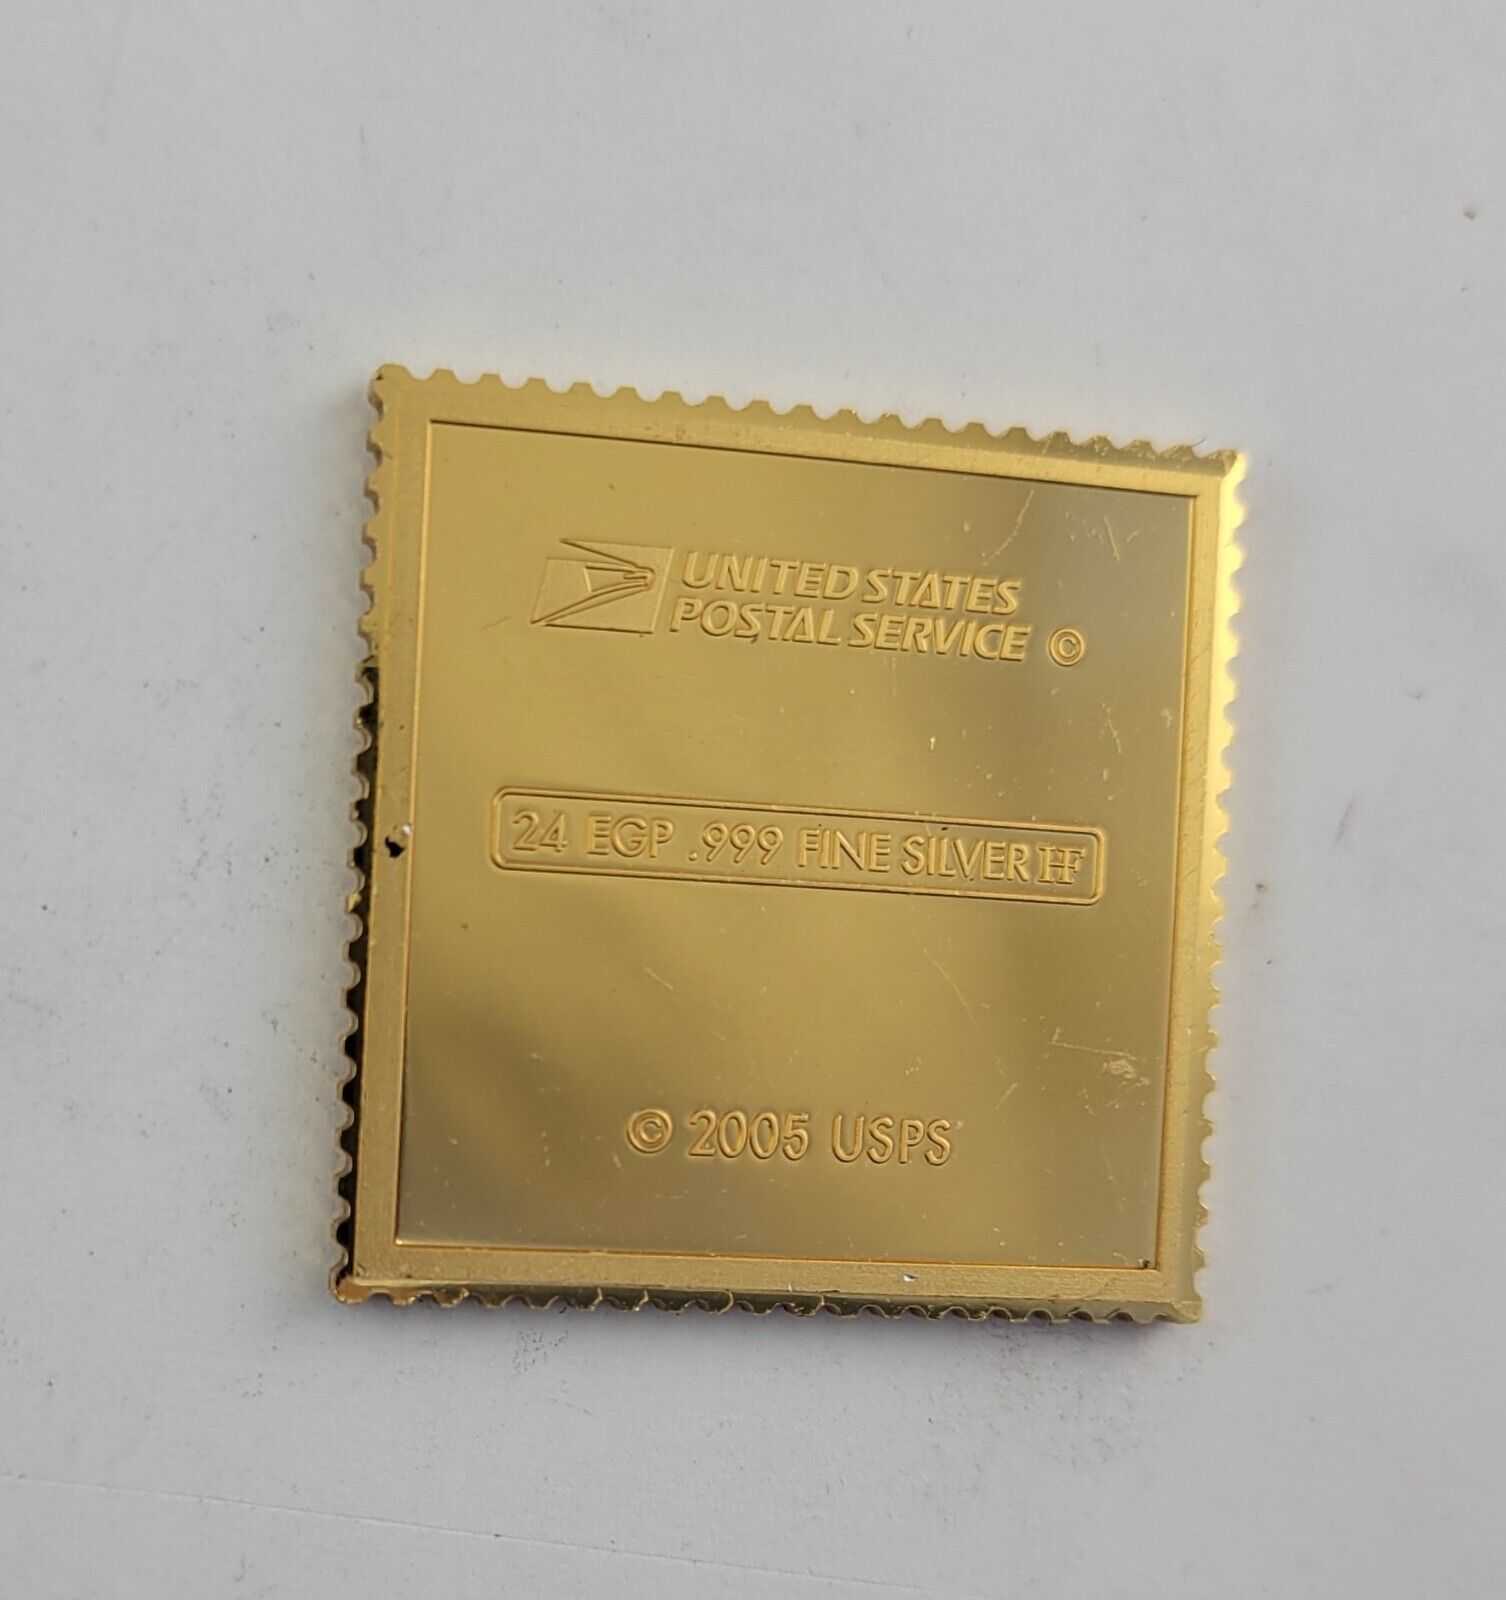 UNITED STATES
POSTAL SERVICE ©
24 EGP .999 FINE SILVER HF
© 2005 USPS